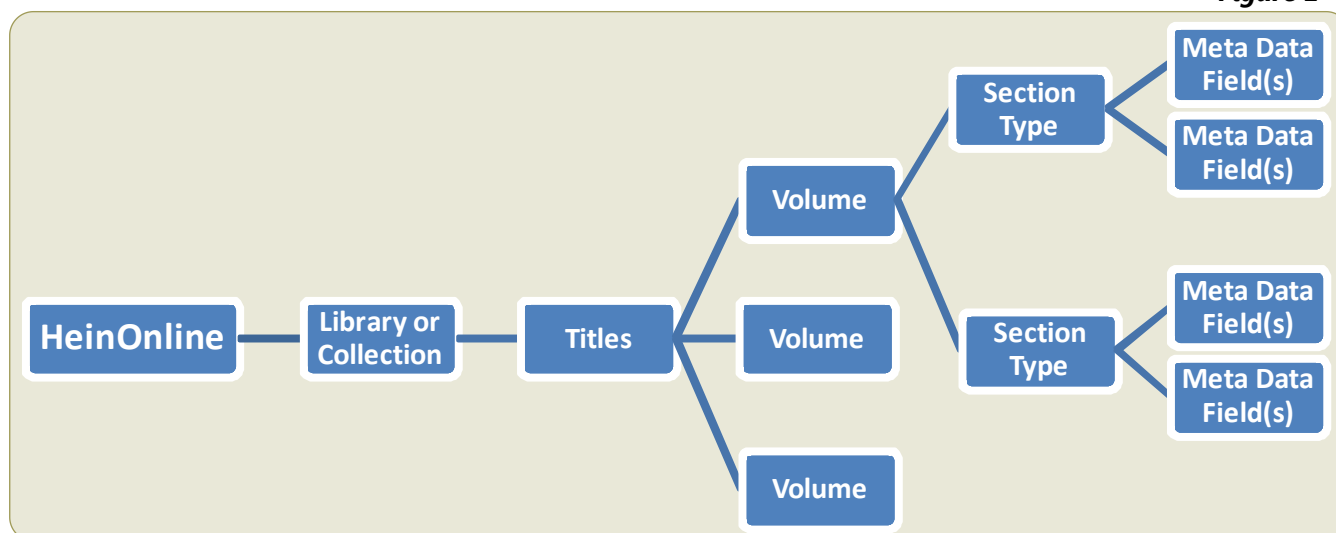 Meta Data
Field(s)
Section
Type
Meta Data
Field(s)
Volume
HeinOnline
Library or
Collection
Titles
Volume
Section
Type
Meta Data
Field(s)
Meta Data
Field(s)
Volume